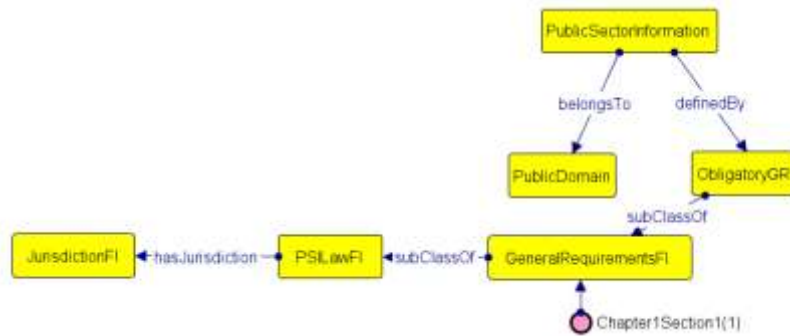 PublicSectorInformation
belongsTo
definedBy
PublicDomain
ObligatoryGR
subClassOf
JurisdictionFI
hasJurisdiction
PSILawFI
subClassOf
GeneralRequirementsFI
Chapter1Section1(1)